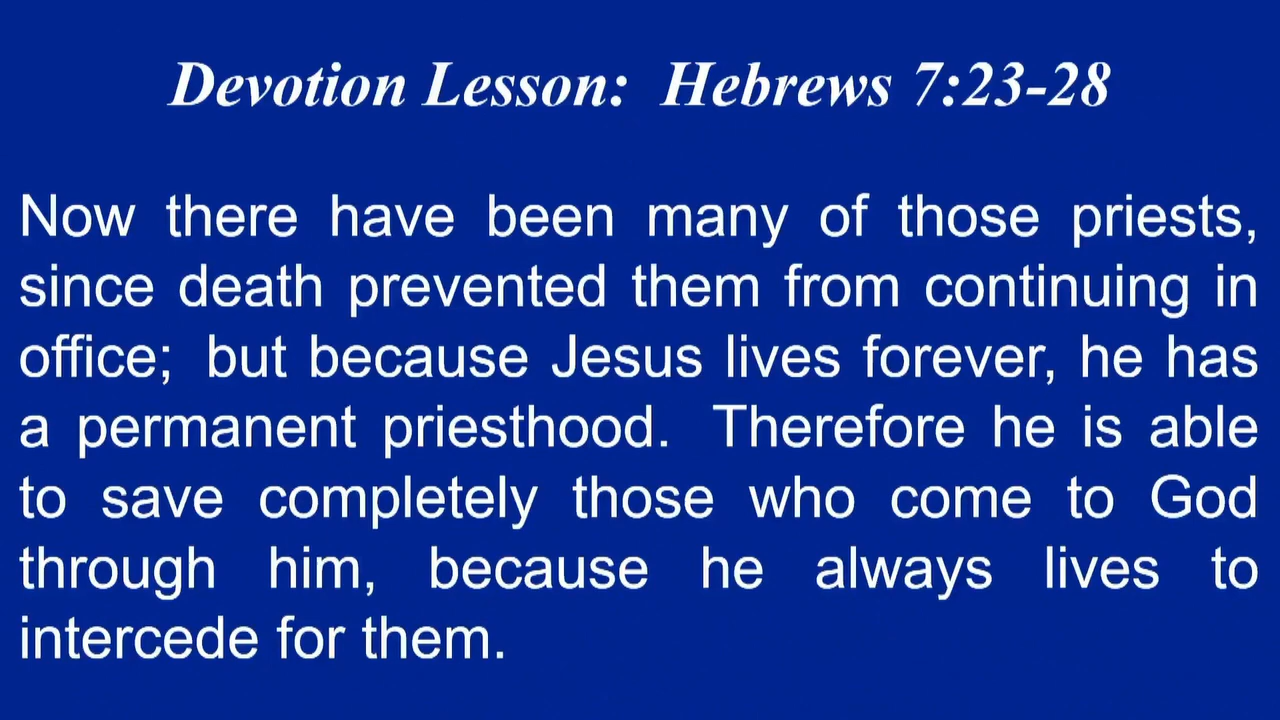 Devotion Lesson:  Hebrews 7:23-28
Now there have been many of those priests,
since death prevented them from continuing in
office;  but because Jesus lives forever, he has
a permanent priesthood.  Therefore he is able
to save completely those who come to God
through him, because he always lives to
intercede for them.